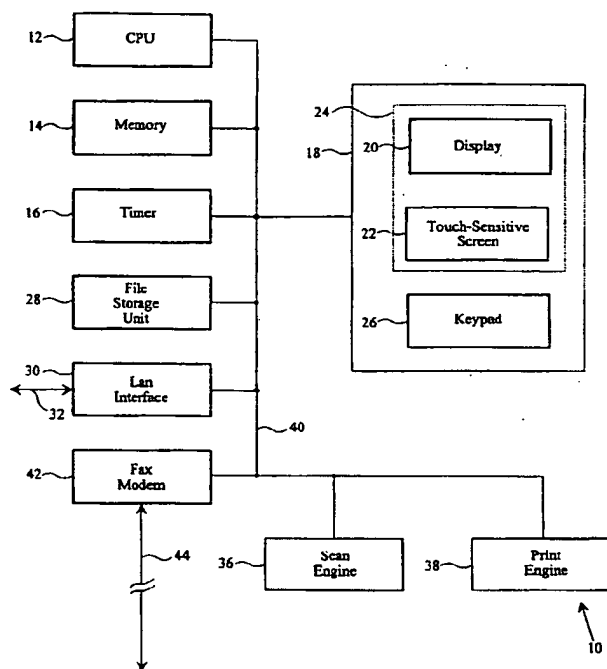 12
CPU
14
Memory
16
Timer
28
File
Storage
Unit
30
Lan
Interface
32
42
Fax
Modem
44
40
18
24
20
Display
22
Touch-Sensitive
Screen
26
Keypad
36
Scan
Engine
38
Print
Engine
10